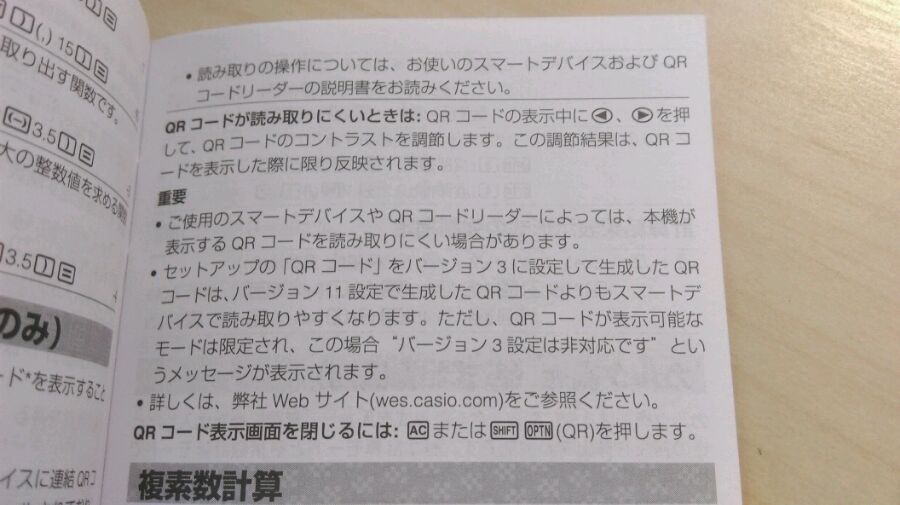 (,) 15
取り出す関数です。
(−)3.5
大の整数値を求める関数
3.5
のみ）
ード*を表示すること
イスに連結 QRコ
• 読み取りの操作については、お使いのスマートデバイスおよび QR
コードリーダーの説明書をお読みください。
QR コードが読み取りにくいときは: QR コードの表示中に◀、▶を押
して、QR コードのコントラストを調節します。この調節結果は、QR コ
ードを表示した際に限り反映されます。
重要
• ご使用のスマートデバイスや QR コードリーダーによっては、本機が
表示する QR コードを読み取りにくい場合があります。
• セットアップの「QR コード」をバージョン 3 に設定して生成した QR
コードは、バージョン 11 設定で生成した QR コードよりもスマートデ
バイスで読み取りやすくなります。ただし、QR コードが表示可能な
モードは限定され、この場合 “バージョン 3 設定は非対応です” とい
うメッセージが表示されます。
• 詳しくは、弊社 Web サイト(wes.casio.com)をご参照ください。
QR コード表示画面を閉じるには: AC または SHIFT OPTN (QR)を押します。
複素数計算